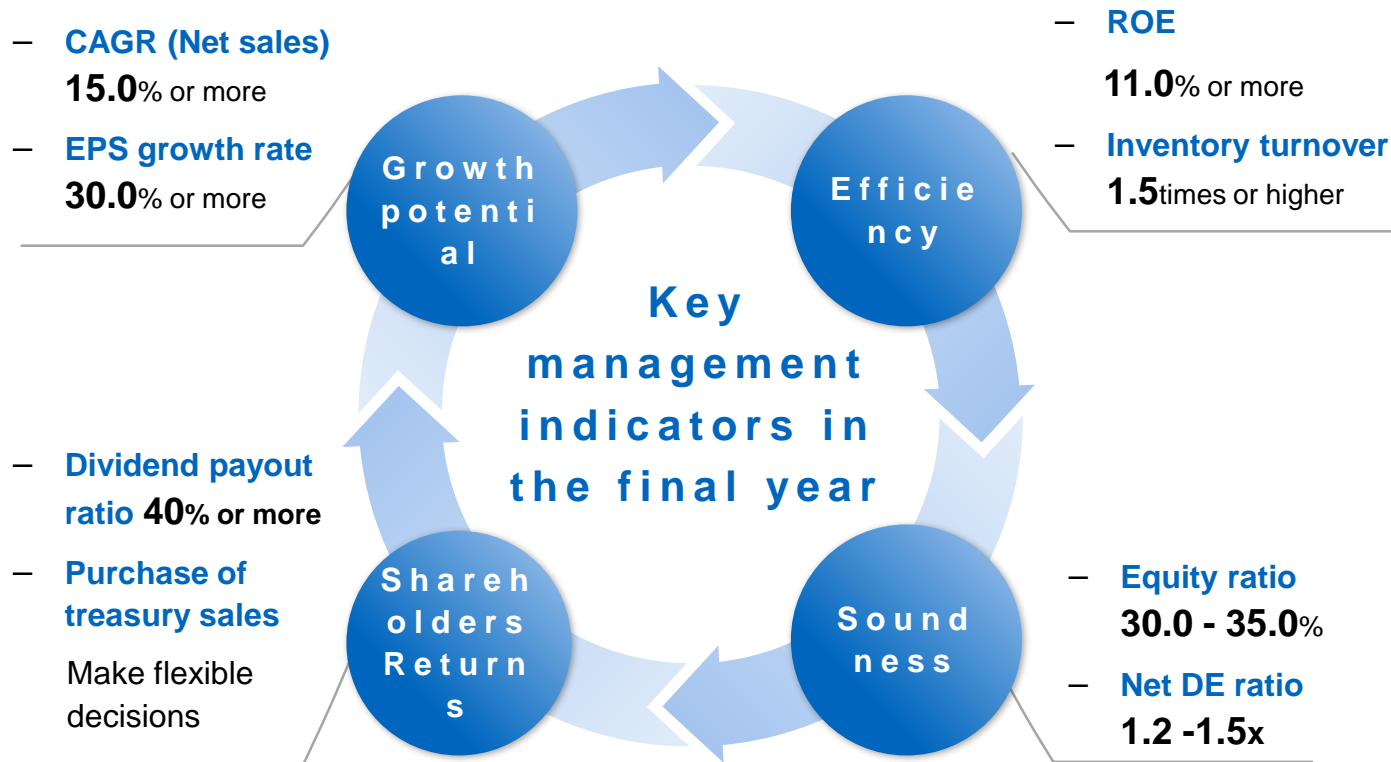 – CAGR (Net sales)
15.0% or more
– EPS growth rate
30.0% or more
– ROE
11.0% or more
– Inventory turnover
1.5times or higher
Growth
potenti
al
Efficie
ncy
Key
management
indicators in
the final year
– Dividend payout
ratio 40% or more
– Purchase of
treasury sales
Make flexible
decisions
Shareh
olders
Return
s
Sound
ness
– Equity ratio
30.0 - 35.0%
– Net DE ratio
1.2 -1.5x